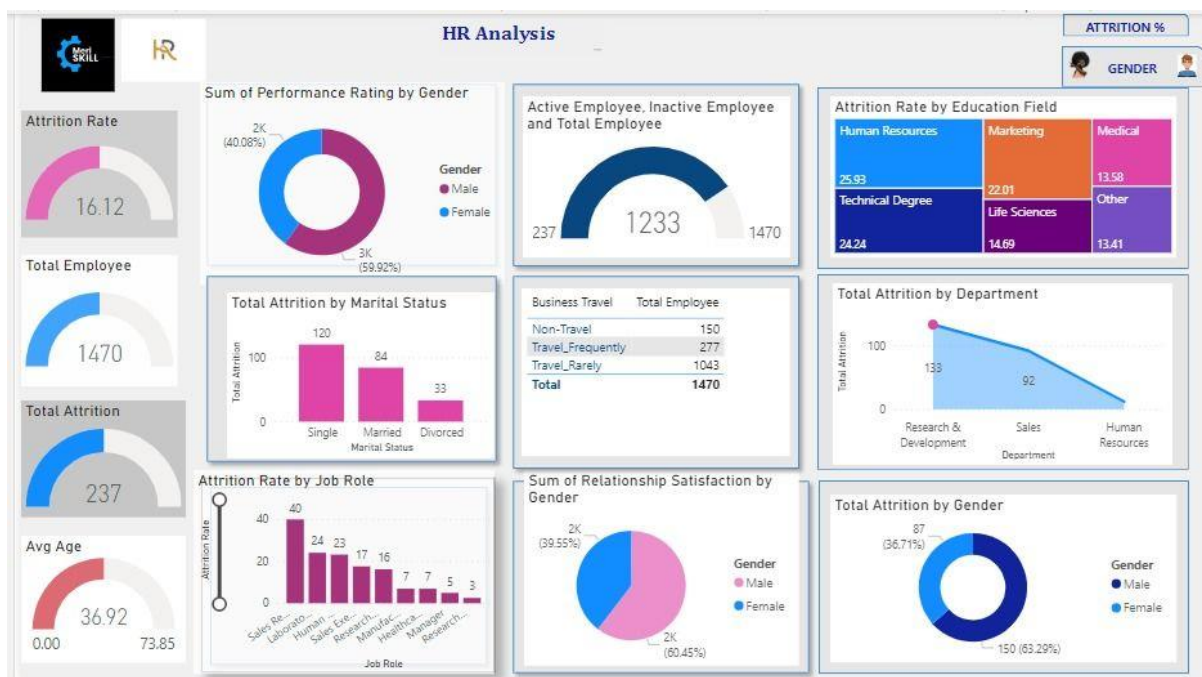 HR Analysis
ATTRITION %
GENDER
Meri
SKILL
HR
Attrition Rate
16.12
Total Employee
1470
Total Attrition
237
Avg Age
36.92
0.00
73.85
Sum of Performance Rating by Gender
2K
(40.08%)
3K
(59.92%)
Gender
Male
Female
Active Employee, Inactive Employee
and Total Employee
237
1233
1470
Attrition Rate by Education Field
Human Resources
25.93
Technical Degree
24.24
Marketing
22.01
Life Sciences
14.69
Medical
13.58
Other
13.41
Total Attrition by Marital Status
Total Attrition
100
0
120
84
33
Single
Married
Divorced
Marital Status
Business Travel Total Employee
Non-Travel 150
Travel_Frequently 277
Travel_Rarely 1043
Total 1470
Total Attrition by Department
Total Attrition
100
0
133
92
Research &
Development
Sales
Human
Resources
Department
Attrition Rate by Job Role
Attrition Rate
40
20
0
40
24
23
17
16
7
7
5
3
Sales Re...
Laborato...
Human ...
Sales Exe...
Research...
Manufac...
Healthca...
Manager
Research...
Job Role
Sum of Relationship Satisfaction by
Gender
2K
(39.55%)
2K
(60.45%)
Gender
Male
Female
Total Attrition by Gender
87
(36.71%)
150 (63.29%)
Gender
Male
Female